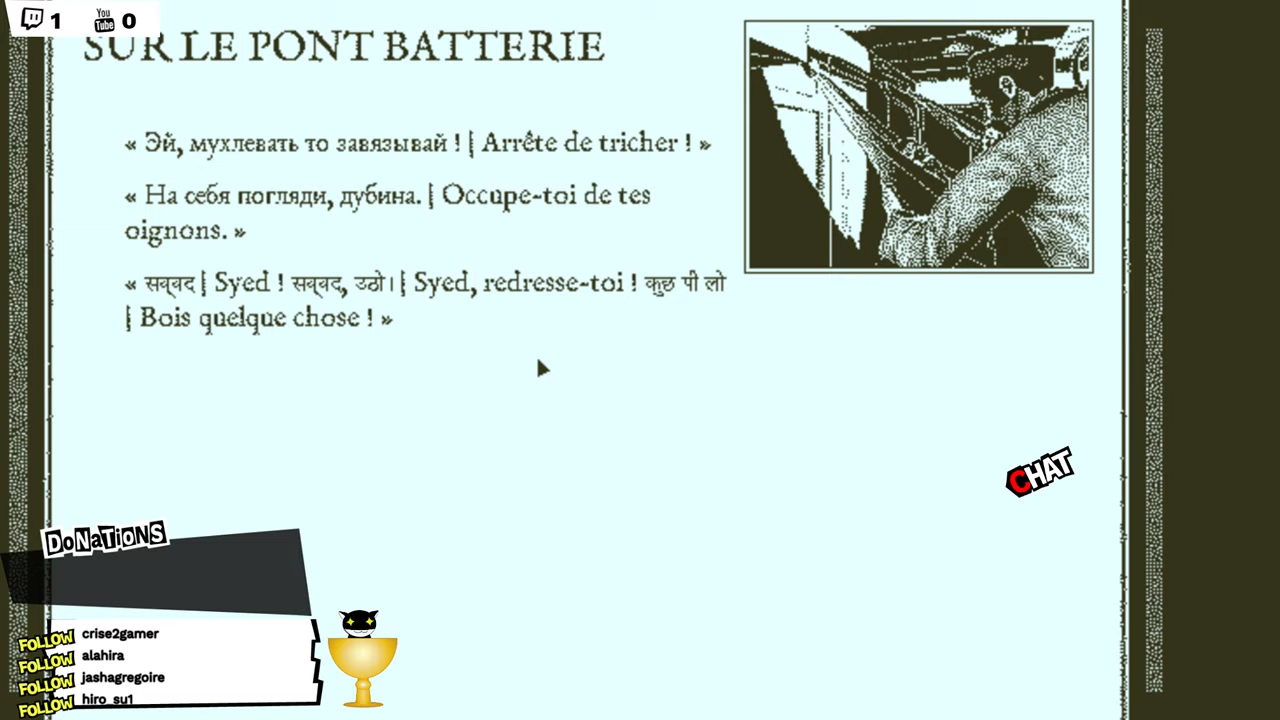 1 You Tube 0
SUR LE PONT BATTERIE
« Эй, мухлевать то завязывай ! | Arrête de tricher ! »
« На себя погляди, дубина. | Occupe-toi de tes
oignons. »
« सय्यद | Syed ! सय्यद, उठो। | Syed, redresse-toi ! कुछ पी लो
| Bois quelque chose ! »
CHAT
DONATIONS
FOLLOW crise2gamer
FOLLOW alahira
FOLLOW jashagregoire
FOLLOW hiro_su1